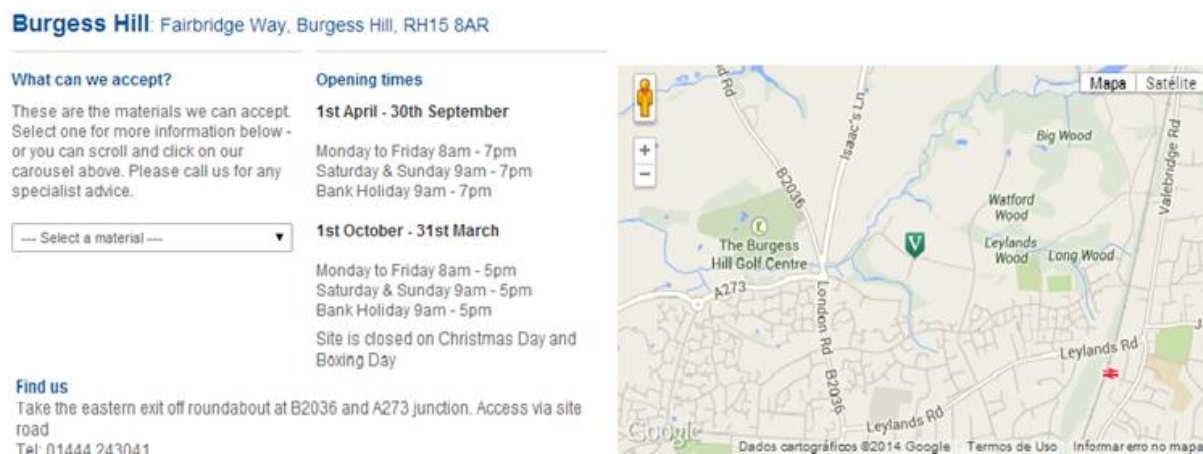 Burgess Hill: Fairbridge Way, Burgess Hill, RH15 8AR
What can we accept?
These are the materials we can accept.
Select one for more information below -
or you can scroll and click on our
carousel above. Please call us for any
specialist advice.
--- Select a material ---
Opening times
1st April - 30th September
Monday to Friday 8am - 7pm
Saturday & Sunday 9am - 7pm
Bank Holiday 9am - 7pm
1st October - 31st March
Monday to Friday 8am - 5pm
Saturday & Sunday 9am - 5pm
Bank Holiday 9am - 5pm
Site is closed on Christmas Day and
Boxing Day
Find us
Take the eastern exit off roundabout at B2036 and A273 junction. Access via site
road
Tel: 01444 243041
Mapa
Satélite
+
−
Rd
Isaac's Ln
B2036
Big Wood
Valebridge Rd
Watford
Wood
V
The Burgess
Hill Golf Centre
Leylands
Wood
Long Wood
A273
London Rd
B2036
Leylands Rd
Leylands Rd
Google
Dados cartográficos ©2014 Google
Termos de Uso
Informar erro no mapa